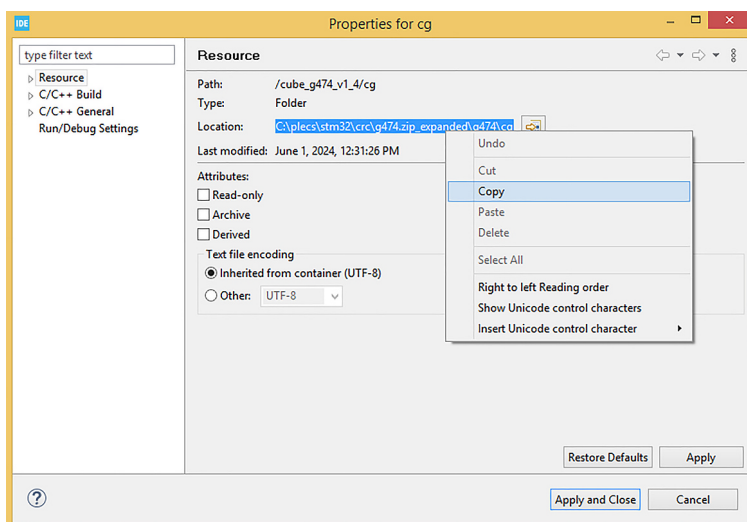 IDE
Properties for cg
type filter text
Resource
C/C++ Build
C/C++ General
Run/Debug Settings
Resource
Path: /cube_g474_v1_4/cg
Type: Folder
Location: C:\plecs\stm32\crc\g474.zip_expanded\g474\cg
Last modified: June 1, 2024, 12:31:26 PM
Attributes:
Read-only
Archive
Derived
Text file encoding
Inherited from container (UTF-8)
Other: UTF-8
Undo
Cut
Copy
Paste
Delete
Select All
Right to left Reading order
Show Unicode control characters
Insert Unicode control character
Restore Defaults Apply
? Apply and Close Cancel